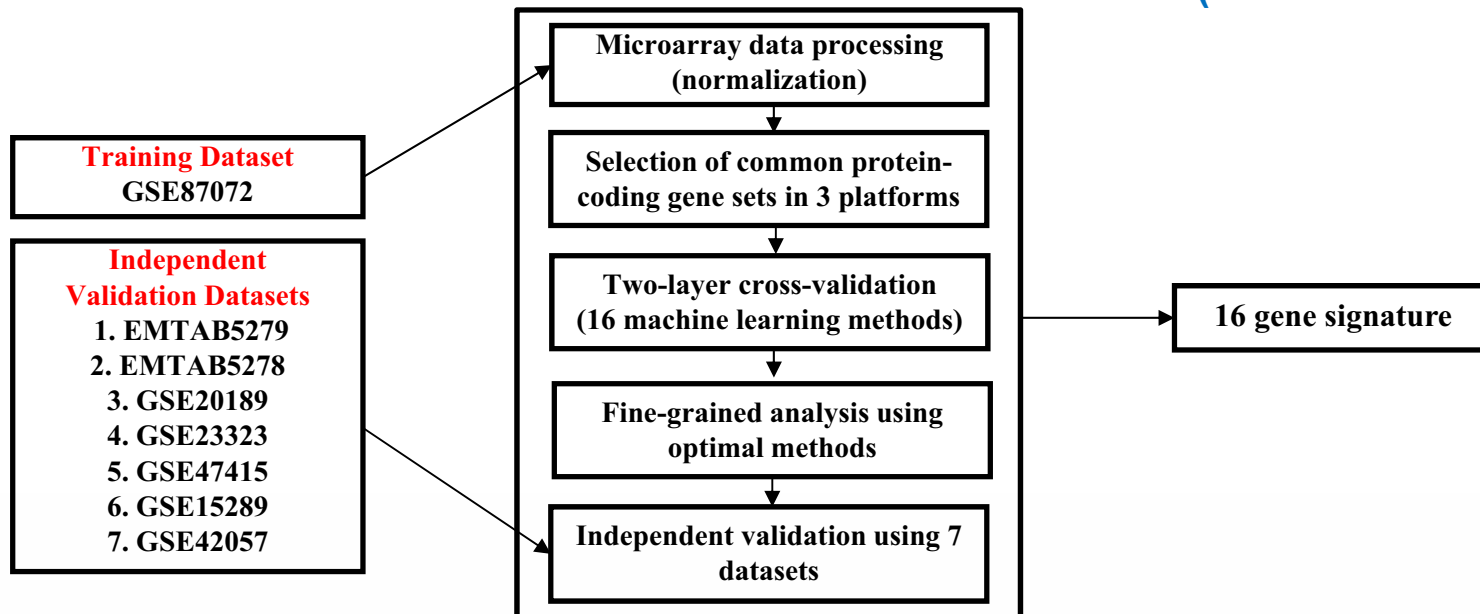 Training Dataset
GSE87072
Independent
Validation Datasets
1. EMTAB5279
2. EMTAB5278
3. GSE20189
4. GSE23323
5. GSE47415
6. GSE15289
7. GSE42057
Microarray data processing
(normalization)
Selection of common protein-
coding gene sets in 3 platforms
Two-layer cross-validation
(16 machine learning methods)
Fine-grained analysis using
optimal methods
Independent validation using 7
datasets
16 gene signature